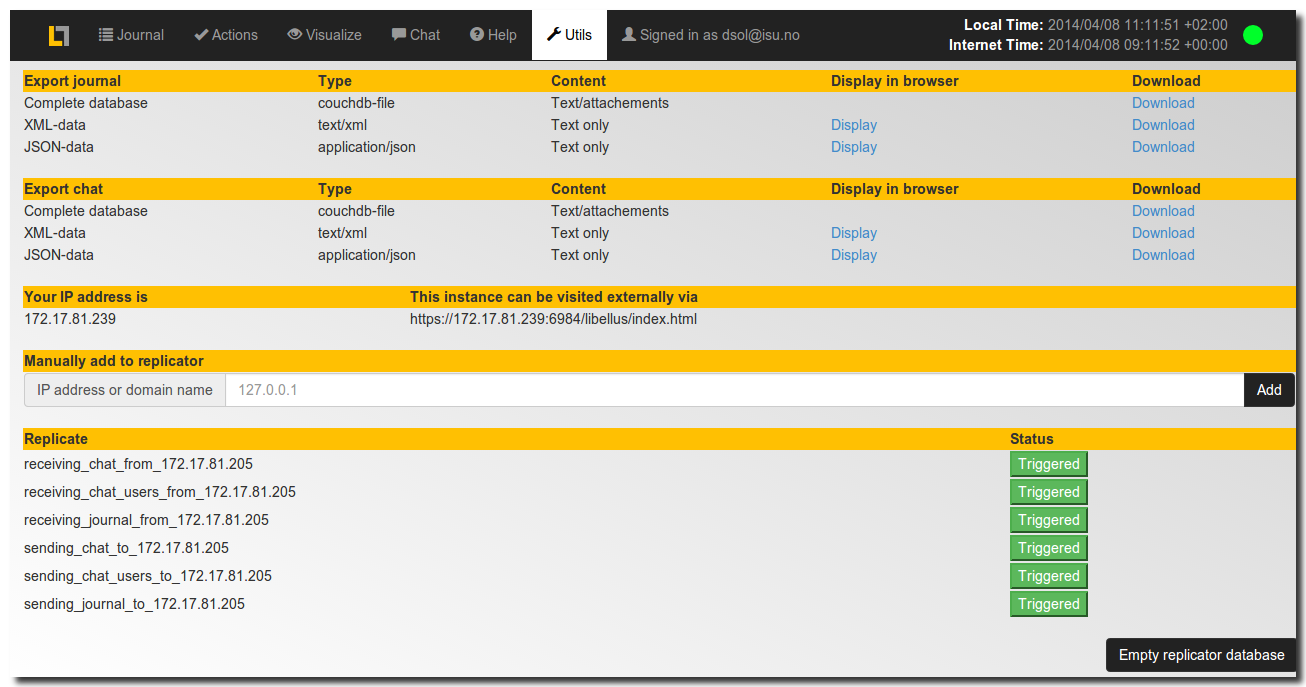 Journal Actions Visualize Chat Help Utils Signed in as dsol@isu.no Local Time: 2014/04/08 11:11:51 +02:00
Internet Time: 2014/04/08 09:11:52 +00:00
Export journal Type Content Display in browser Download
Complete database couchdb-file Text/attachements Download
XML-data text/xml Text only Display Download
JSON-data application/json Text only Display Download
Export chat Type Content Display in browser Download
Complete database couchdb-file Text/attachements Download
XML-data text/xml Text only Display Download
JSON-data application/json Text only Display Download
Your IP address is This instance can be visited externally via
172.17.81.239 https://172.17.81.239:6984/libellus/index.html
Manually add to replicator
IP address or domain name 127.0.0.1 Add
Replicate Status
receiving_chat_from_172.17.81.205 Triggered
receiving_chat_users_from_172.17.81.205 Triggered
receiving_journal_from_172.17.81.205 Triggered
sending_chat_to_172.17.81.205 Triggered
sending_chat_users_to_172.17.81.205 Triggered
sending_journal_to_172.17.81.205 Triggered
Empty replicator database